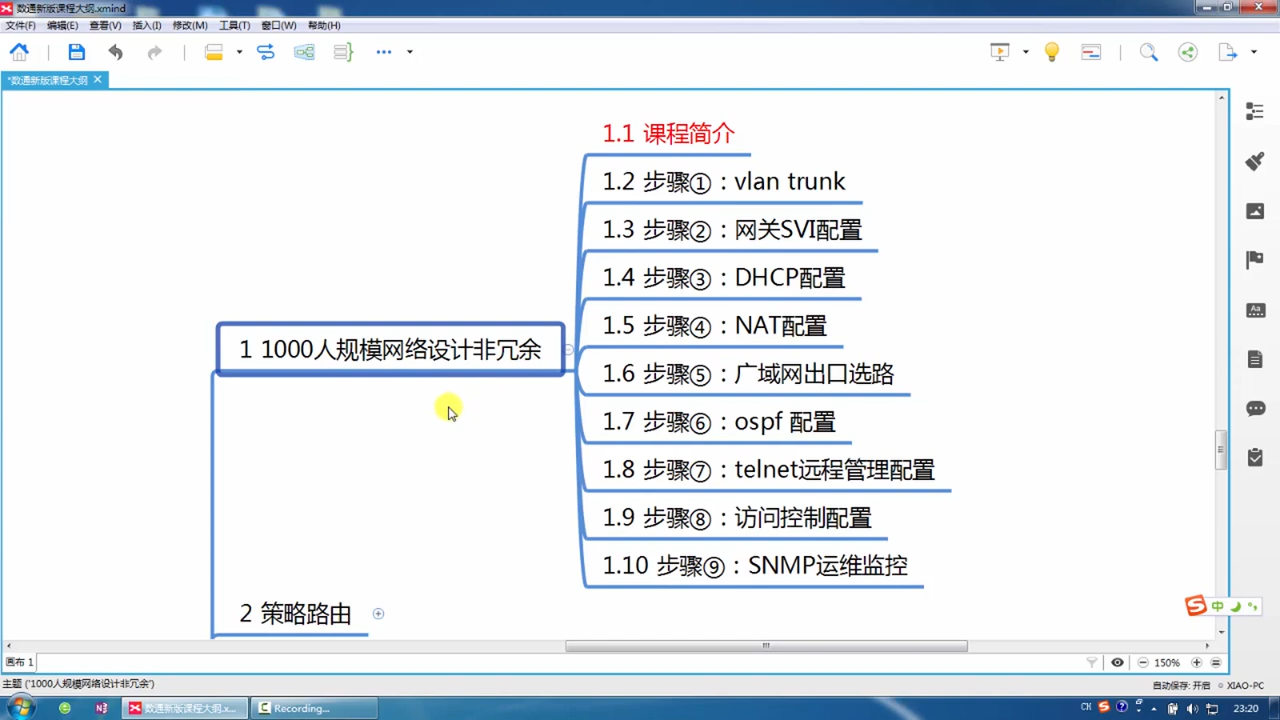 数通新版课程大纲.xmind
文件(F) 编辑(E) 查看(V) 插入(I) 修改(M) 工具(T) 窗口(W) 帮助(H)
*数通新版课程大纲
1.1 课程简介
1.2 步骤①：vlan trunk
1.3 步骤②：网关SVI配置
1.4 步骤③：DHCP配置
1.5 步骤④：NAT配置
1 1000人规模网络设计非冗余
1.6 步骤⑤：广域网出口选路
1.7 步骤⑥：ospf 配置
1.8 步骤⑦：telnet远程管理配置
1.9 步骤⑧：访问控制配置
1.10 步骤⑨：SNMP运维监控
2 策略路由
中
画布 1
150%
主题 ('1000人规模网络设计非冗余')
自动保存: 开启 XIAO-PC
数通新版课程大纲.x...
Recording...
CH
23:20